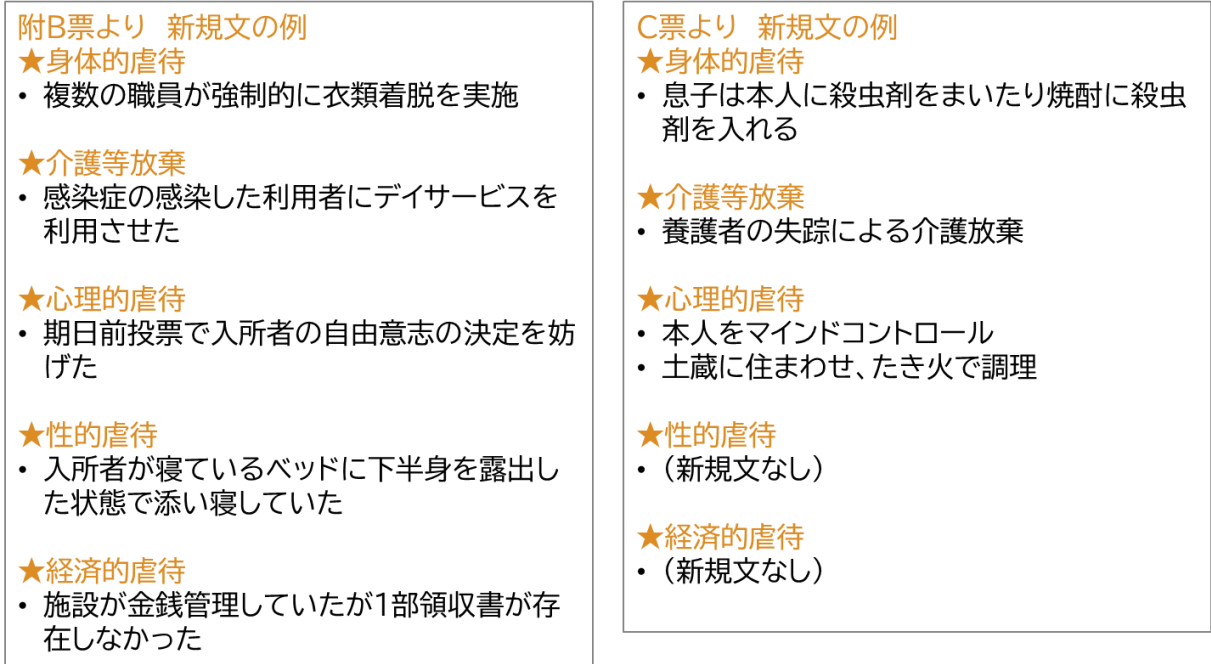 附B票より 新規文の例
★身体的虐待
• 複数の職員が強制的に衣類着脱を実施
★介護等放棄
• 感染症の感染した利用者にデイサービスを
利用させた
★心理的虐待
• 期日前投票で入所者の自由意志の決定を妨
げた
★性的虐待
• 入所者が寝ているベッドに下半身を露出し
た状態で添い寝していた
★経済的虐待
• 施設が金銭管理していたが1部領収書が存
在しなかった
C票より 新規文の例
★身体的虐待
• 息子は本人に殺虫剤をまいたり焼酎に殺虫
剤を入れる
★介護等放棄
• 養護者の失踪による介護放棄
★心理的虐待
• 本人をマインドコントロール
• 土蔵に住まわせ、たき火で調理
★性的虐待
• （新規文なし）
★経済的虐待
• （新規文なし）